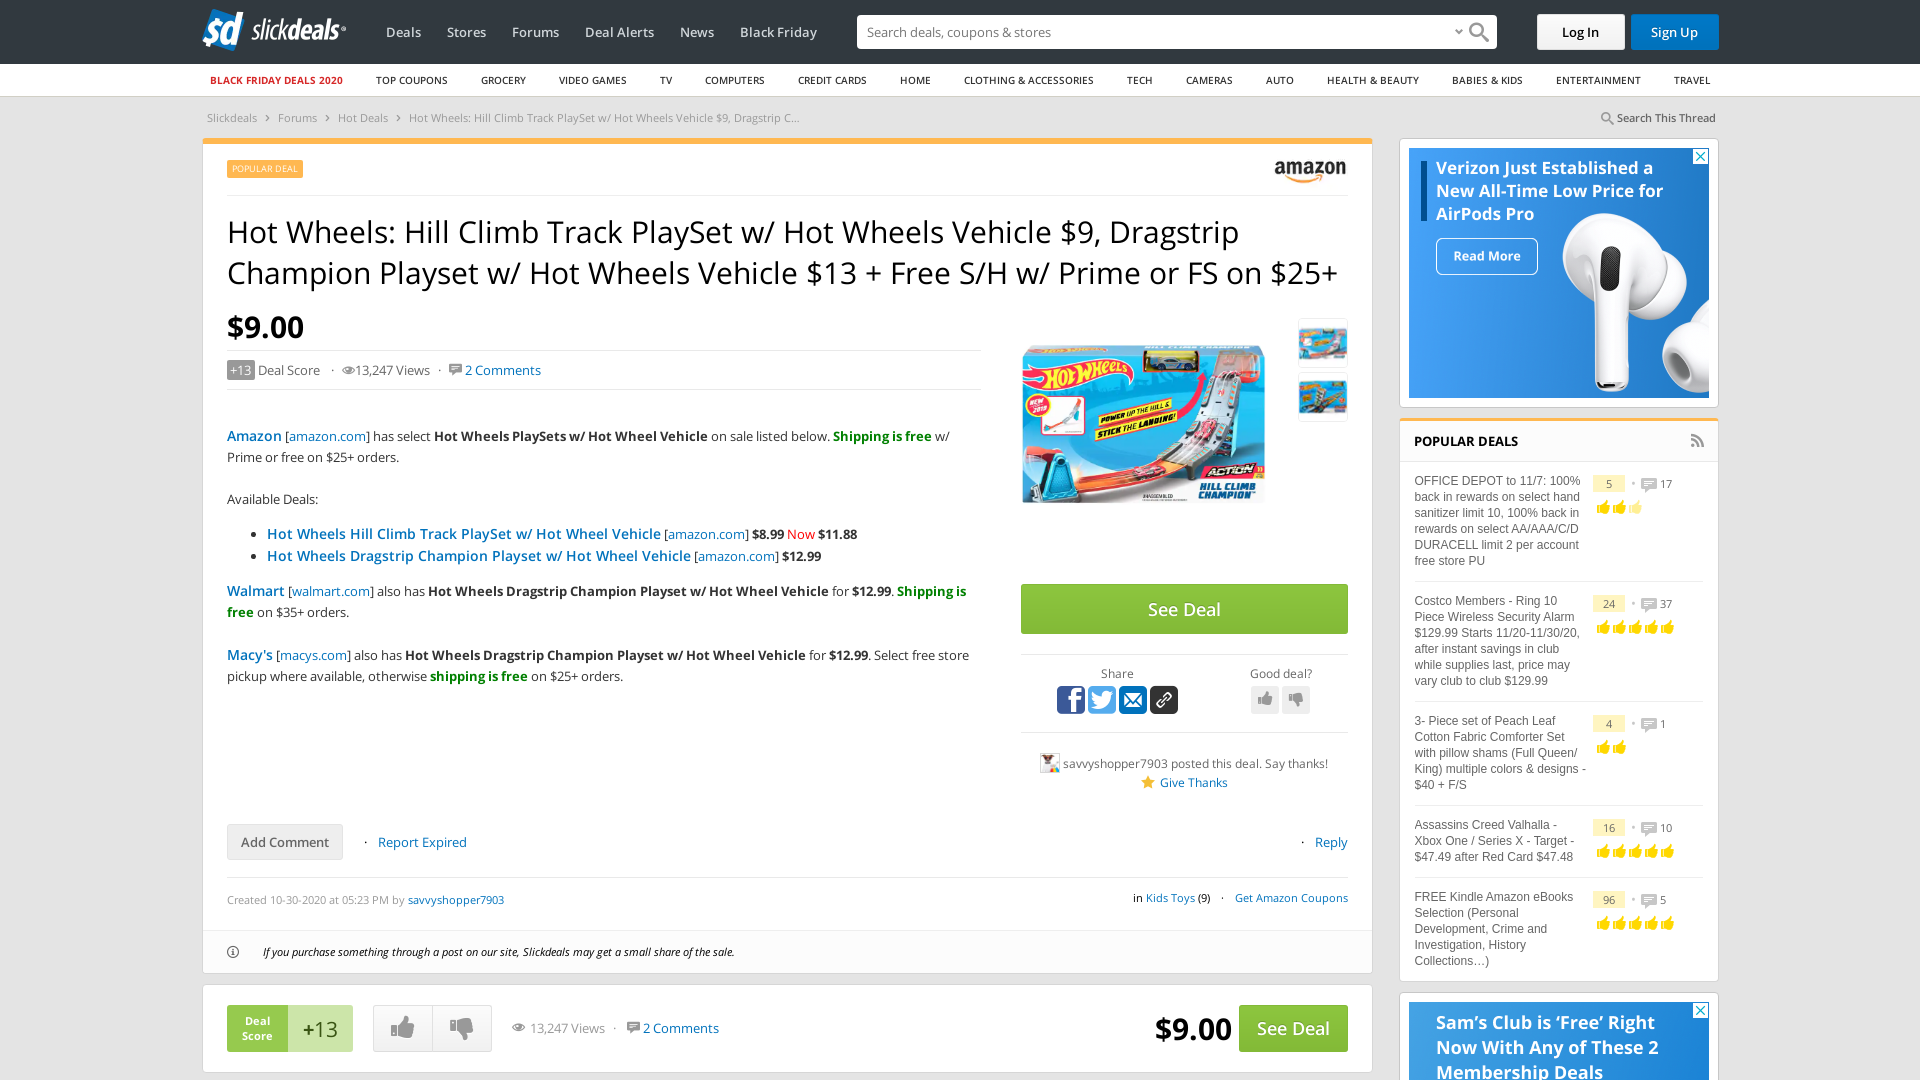 slickdeals
Deals Stores Forums Deal Alerts News Black Friday
Search deals, coupons & shops
Log In
Sign Up
BLACK FRIDAY DEALS 2020 TOP COUPONS GROCERY VIDEO GAMES TV COMPUTERS CREDIT CARDS HOME CLOTHING & ACCESSORIES TECH CAMERAS AUTO HEALTH & BEAUTY BABIES & KIDS ENTERTAINMENT TRAVEL
Slickdeals › Forums › Hot Deals › Hot Wheels: Hill Climb Track PlaySet w/ Hot Wheels Vehicle $9, Dragstrip C...
Search This Thread
POPULAR DEAL
amazon
Hot Wheels: Hill Climb Track PlaySet w/ Hot Wheels Vehicle $9, Dragstrip
Champion Playset w/ Hot Wheels Vehicle $13 + Free S/H w/ Prime or FS on $25+
$9.00
+13 Deal Score · 13,247 Views · 2 Comments
Amazon [amazon.com] has select Hot Wheels PlaySets w/ Hot Wheel Vehicle on sale listed below. Shipping is free w/
Prime or free on $25+ orders.
Available Deals:
• Hot Wheels Hill Climb Track PlaySet w/ Hot Wheel Vehicle [amazon.com] $8.99 Now $11.88
• Hot Wheels Dragstrip Champion Playset w/ Hot Wheel Vehicle [amazon.com] $12.99
Walmart [walmart.com] also has Hot Wheels Dragstrip Champion Playset w/ Hot Wheel Vehicle for $12.99. Shipping is
free on $35+ orders.
Macy's [macys.com] also has Hot Wheels Dragstrip Champion Playset w/ Hot Wheel Vehicle for $12.99. Select free store
pickup where available, otherwise shipping is free on $25+ orders.
HILL CLIMB CHAMPION
HOT WHEELS
POWER UP THE HILL &
STICK THE LANDING!
ACTION
HILL CLIMB
CHAMPION
See Deal
Share
Good deal?
savvyshopper7903 posted this deal. Say thanks!
Give Thanks
Add Comment · Report Expired
· Reply
Created 10-30-2020 at 05:23 PM by savvyshopper7903
in Kids Toys (9) · Get Amazon Coupons
If you purchase something through a post on our site, Slickdeals may get a small share of the sale.
Deal
Score
+13
13,247 Views · 2 Comments
$9.00
See Deal
Verizon Just Established a
New All-Time Low Price for
AirPods Pro
Read More
POPULAR DEALS
OFFICE DEPOT to 11/7: 100%
back in rewards on select hand
sanitizer limit 10, 100% back in
rewards on select AA/AAA/C/D
DURACELL limit 2 per account
free store PU
5 • 17
Costco Members - Ring 10
Piece Wireless Security Alarm
$129.99 Starts 11/20-11/30/20,
after instant savings in club
while supplies last, price may
vary club to club $129.99
24 • 37
3- Piece set of Peach Leaf
Cotton Fabric Comforter Set
with pillow shams (Full Queen/
King) multiple colors & designs -
$40 + F/S
4 • 1
Assassins Creed Valhalla -
Xbox One / Series X - Target -
$47.49 after Red Card $47.48
16 • 10
FREE Kindle Amazon eBooks
Selection (Personal
Development, Crime and
Investigation, History
Collections…)
96 • 5
Sam's Club is 'Free' Right
Now With Any of These 2
Membership Deals